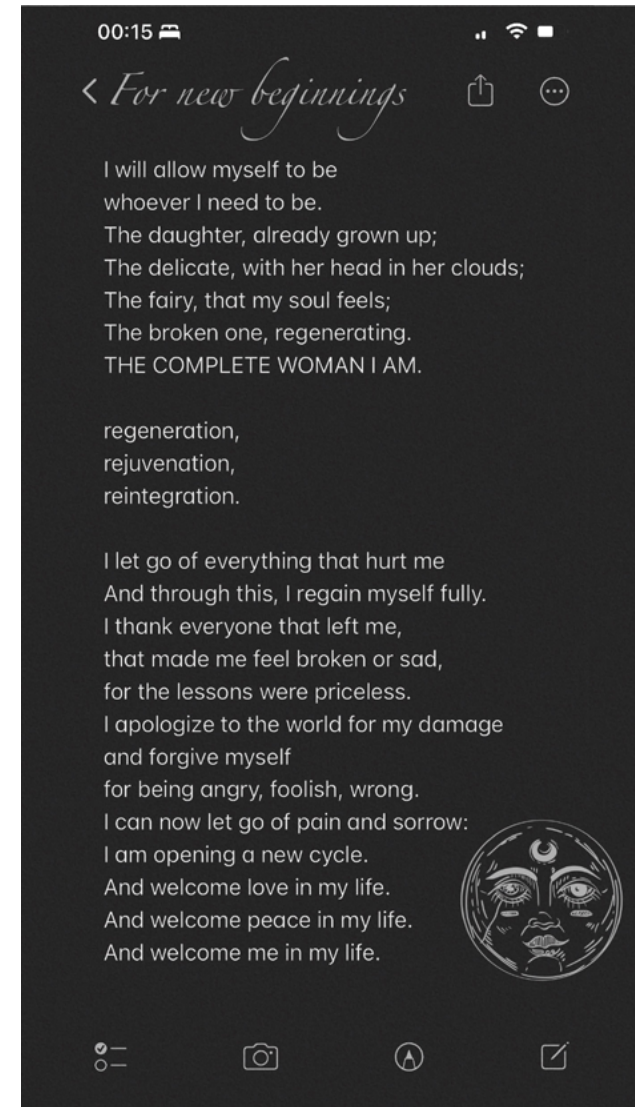 00:15
For new beginnings
I will allow myself to be
whoever I need to be.
The daughter, already grown up;
The delicate, with her head in her clouds;
The fairy, that my soul feels;
The broken one, regenerating.
THE COMPLETE WOMAN I AM.
regeneration,
rejuvenation,
reintegration.
I let go of everything that hurt me
And through this, I regain myself fully.
I thank everyone that left me,
that made me feel broken or sad,
for the lessons were priceless.
I apologize to the world for my damage
and forgive myself
for being angry, foolish, wrong.
I can now let go of pain and sorrow:
I am opening a new cycle.
And welcome love in my life.
And welcome peace in my life.
And welcome me in my life.